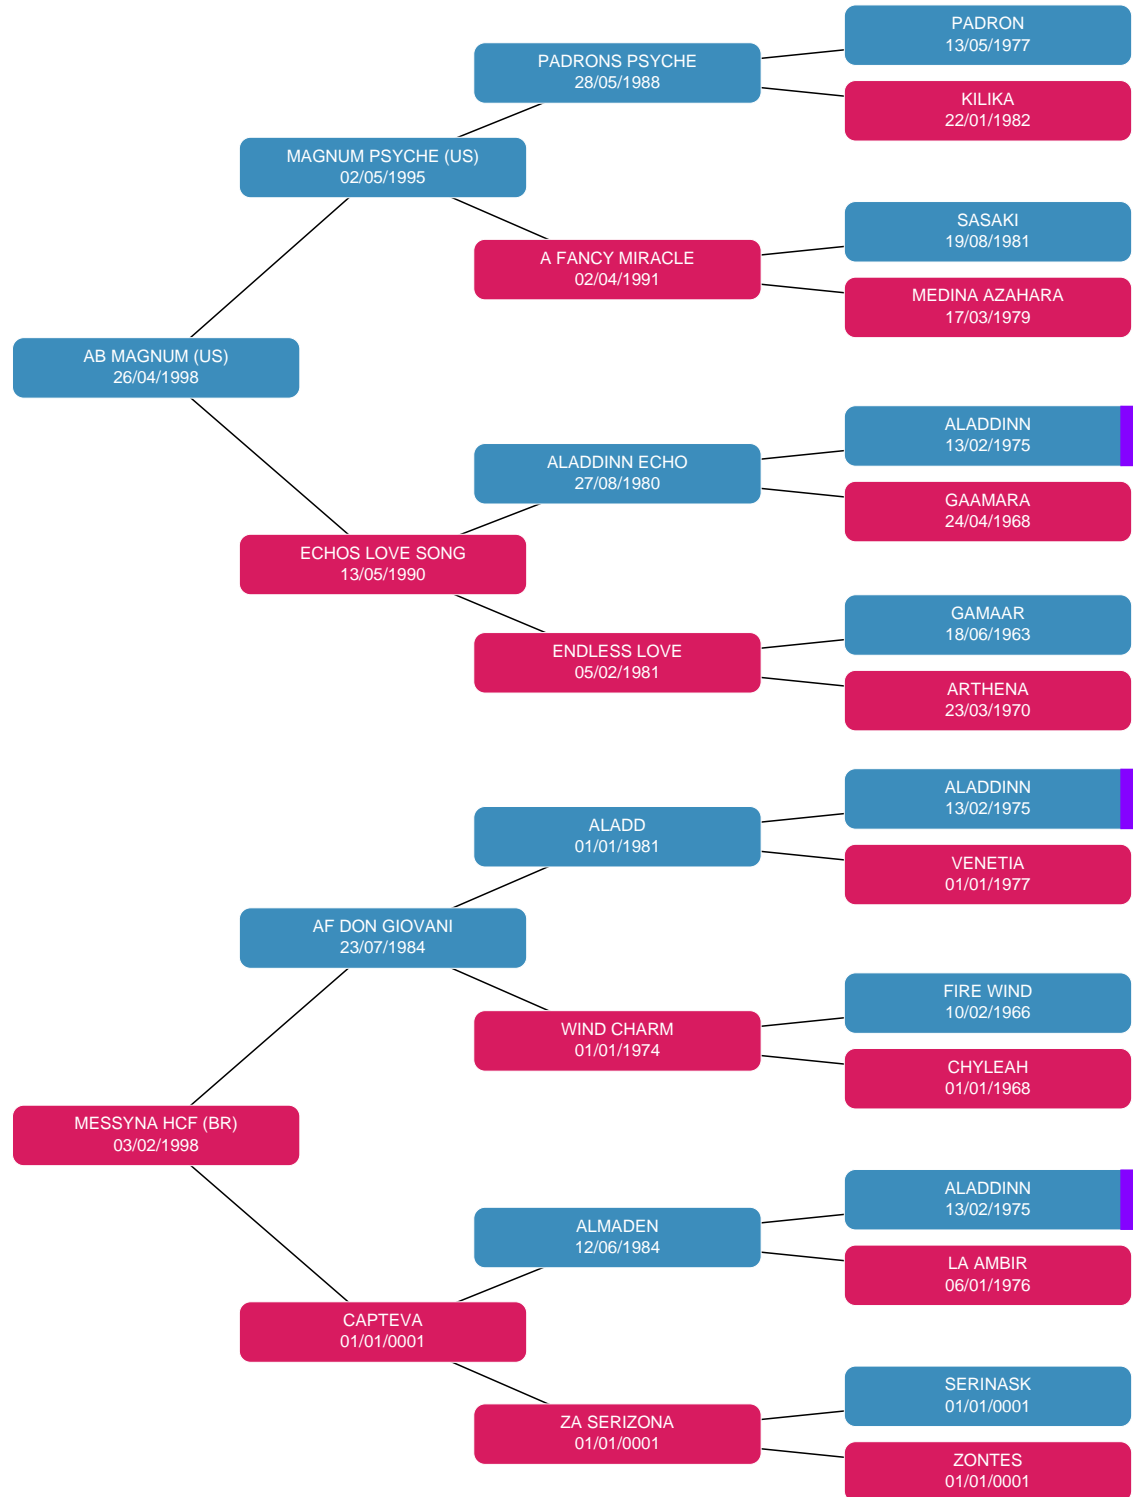 PADRON
13/05/1977
PADRONS PSYCHE
28/05/1988
KILIKA
22/01/1982
MAGNUM PSYCHE (US)
02/05/1995
SASAKI
19/08/1981
A FANCY MIRACLE
02/04/1991
MEDINA AZAHARA
17/03/1979
AB MAGNUM (US)
26/04/1998
ALADDINN
13/02/1975
ALADDINN ECHO
27/08/1980
GAAMARA
24/04/1968
ECHOS LOVE SONG
13/05/1990
GAMAAR
18/06/1963
ENDLESS LOVE
05/02/1981
ARTHENA
23/03/1970
ALADDINN
13/02/1975
ALADD
01/01/1981
VENETIA
01/01/1977
AF DON GIOVANI
23/07/1984
FIRE WIND
10/02/1966
WIND CHARM
01/01/1974
CHYLEAH
01/01/1968
MESSYNA HCF (BR)
03/02/1998
ALADDINN
13/02/1975
ALMADEN
12/06/1984
LA AMBIR
06/01/1976
CAPTEVA
01/01/0001
SERINASK
01/01/0001
ZA SERIZONA
01/01/0001
ZONTES
01/01/0001